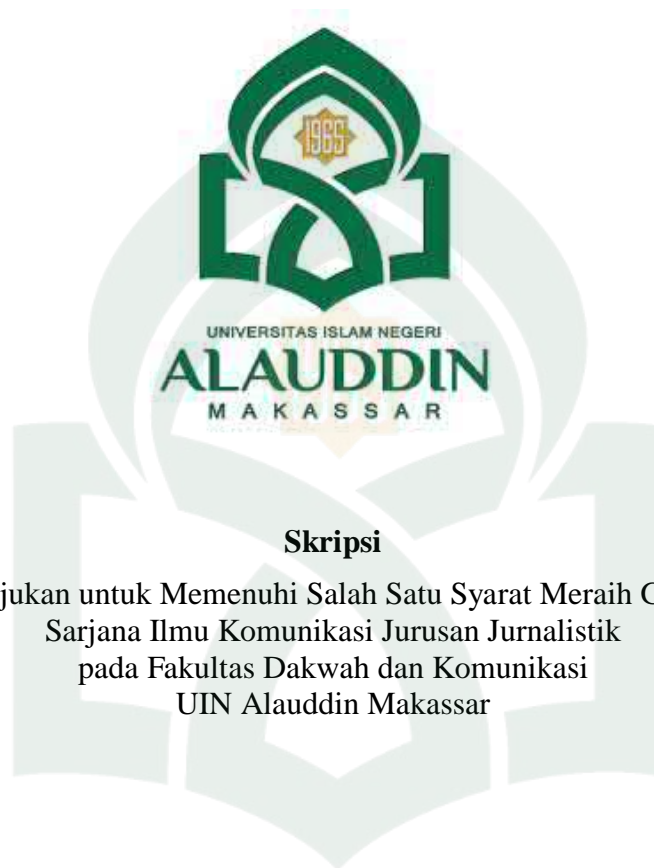 1965
UNIVERSITAS ISLAM NEGERI
ALAUDDIN
MAKASSAR
Skripsi
jukan untuk Memenuhi Salah Satu Syarat Meraih G
Sarjana Ilmu Komunikasi Jurusan Jurnalistik
pada Fakultas Dakwah dan Komunikasi
UIN Alauddin Makassar